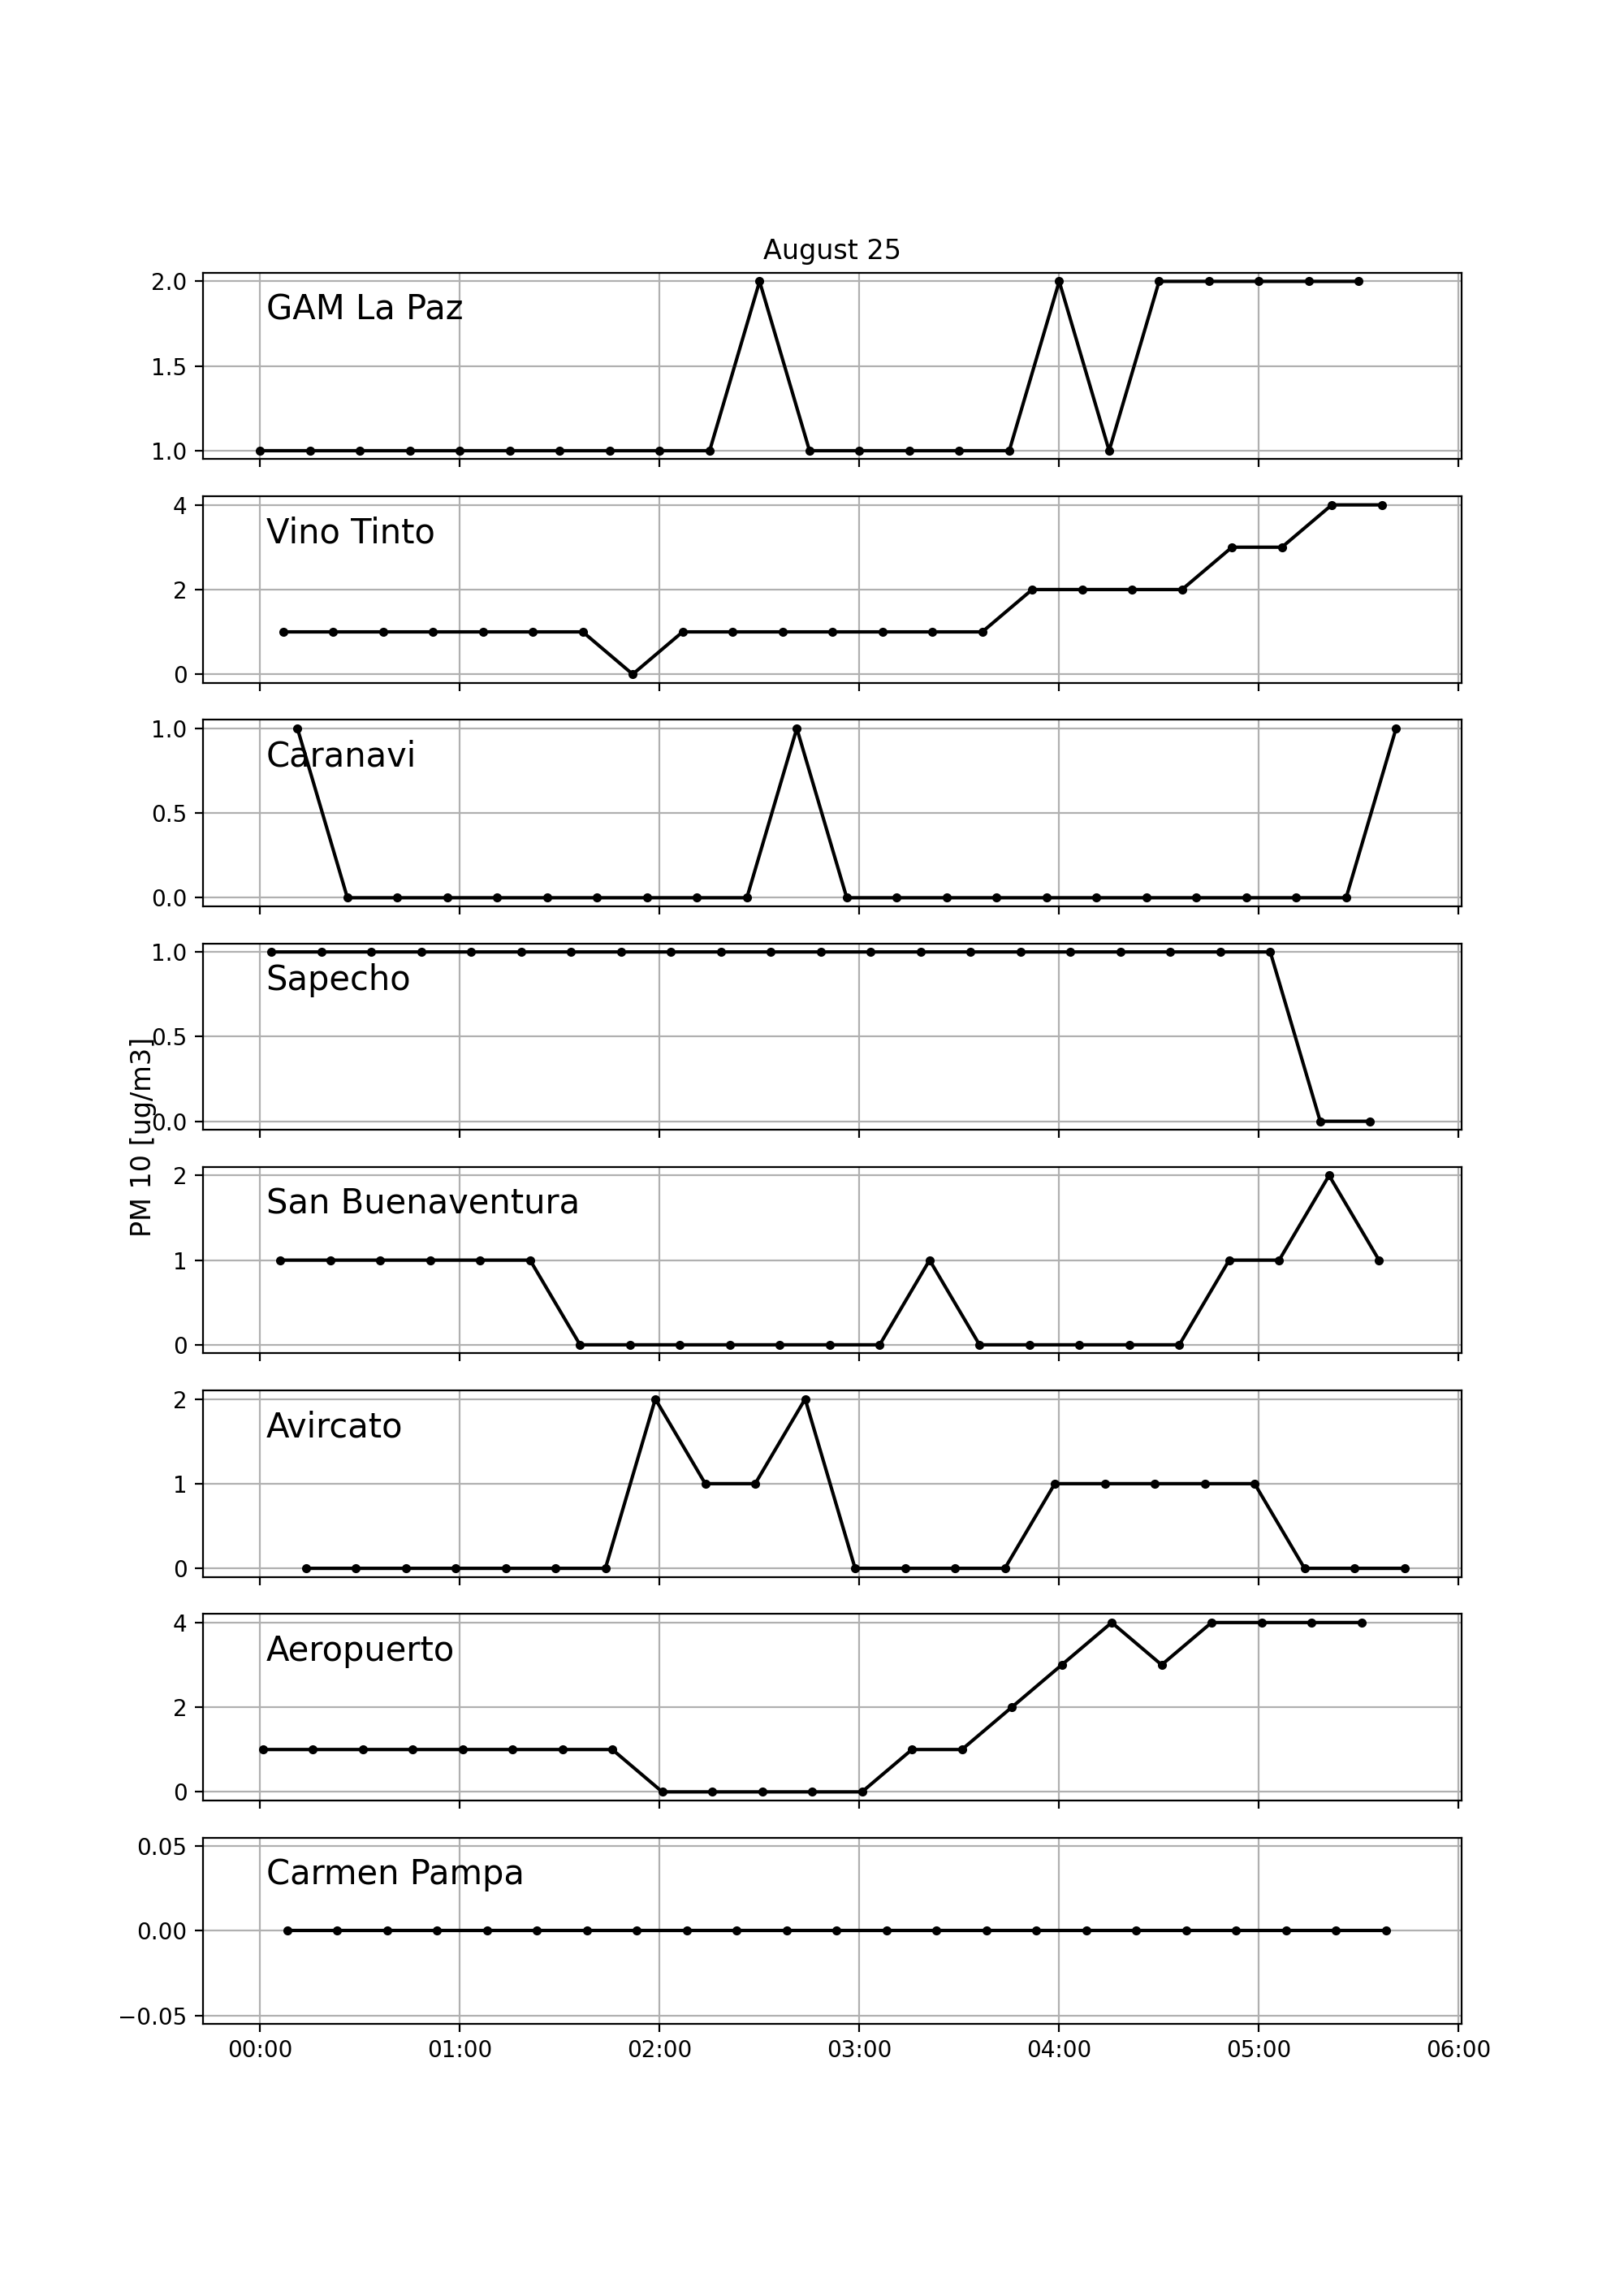 August 25
2.0
GAM La Paz
1.5
1.0
4
Vino Tinto
2
0
1.0
Caranavi
0.5
0.0
1.0
Sapecho
0.5
0.0
PM 10 [ug/m3]
2
San Buenaventura
1
0
2
Avircato
1
0
4
Aeropuerto
2
0
0.05
Carmen Pampa
0.00
−0.05
00:00 01:00 02:00 03:00 04:00 05:00 06:00